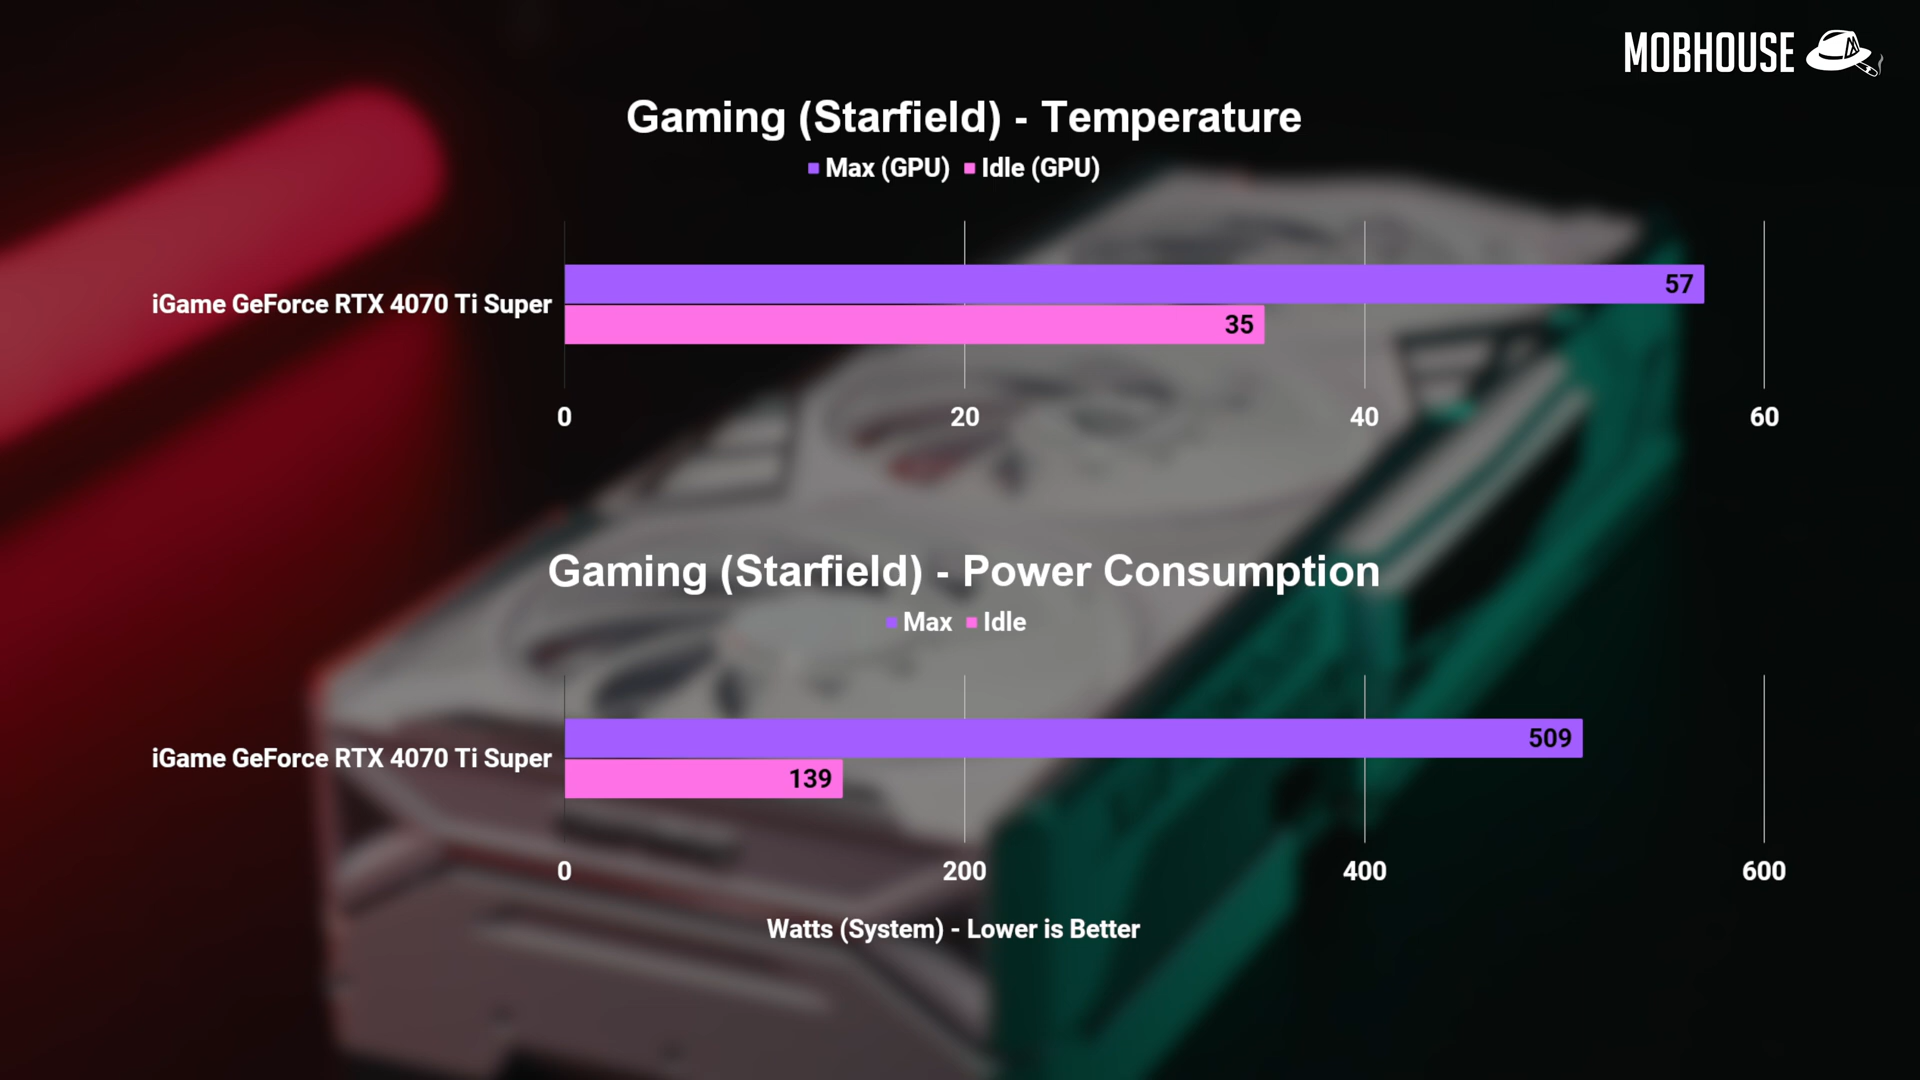 MOBHOUSE
Gaming (Starfield) - Temperature
Max (GPU) Idle (GPU)
iGame GeForce RTX 4070 Ti Super
57
35
0 20 40 60
Gaming (Starfield) - Power Consumption
Max Idle
iGame GeForce RTX 4070 Ti Super
509
139
0 200 400 600
Watts (System) - Lower is Better